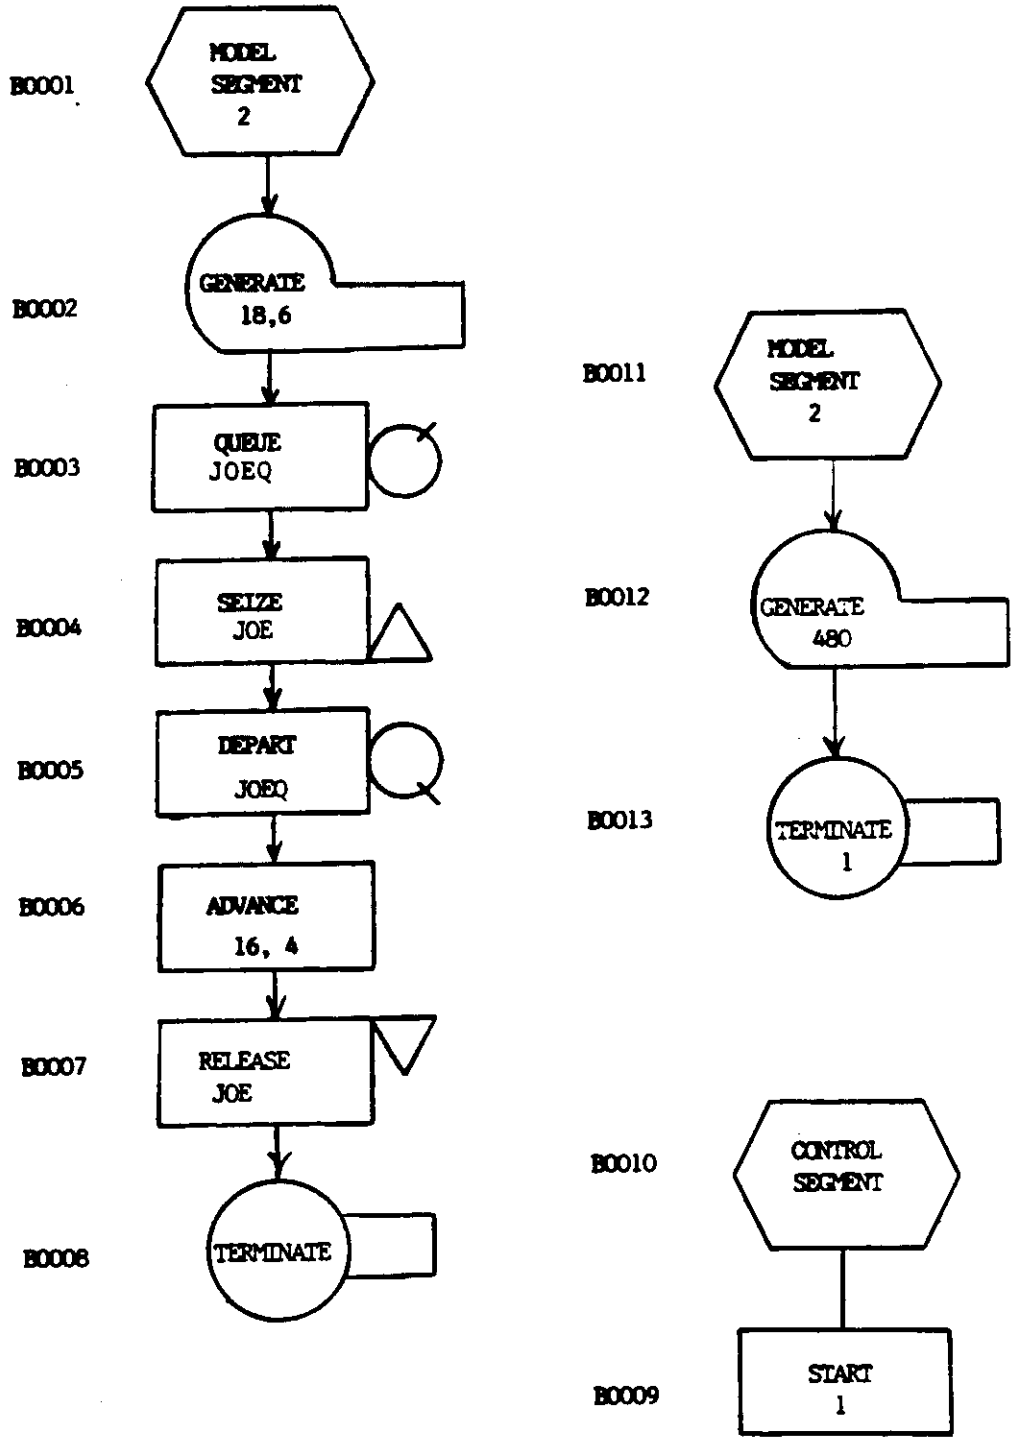 B0001
MODEL
SEGMENT
2
B0002
GENERATE
18,6
B0003
QUEUE
JOEQ
B0004
SEIZE
JOE
B0005
DEPART
JOEQ
B0006
ADVANCE
16, 4
B0007
RELEASE
JOE
B0008
TERMINATE
B0011
MODEL
SEGMENT
2
B0012
GENERATE
480
B0013
TERMINATE
1
B0010
CONTROL
SEGMENT
B0009
START
1